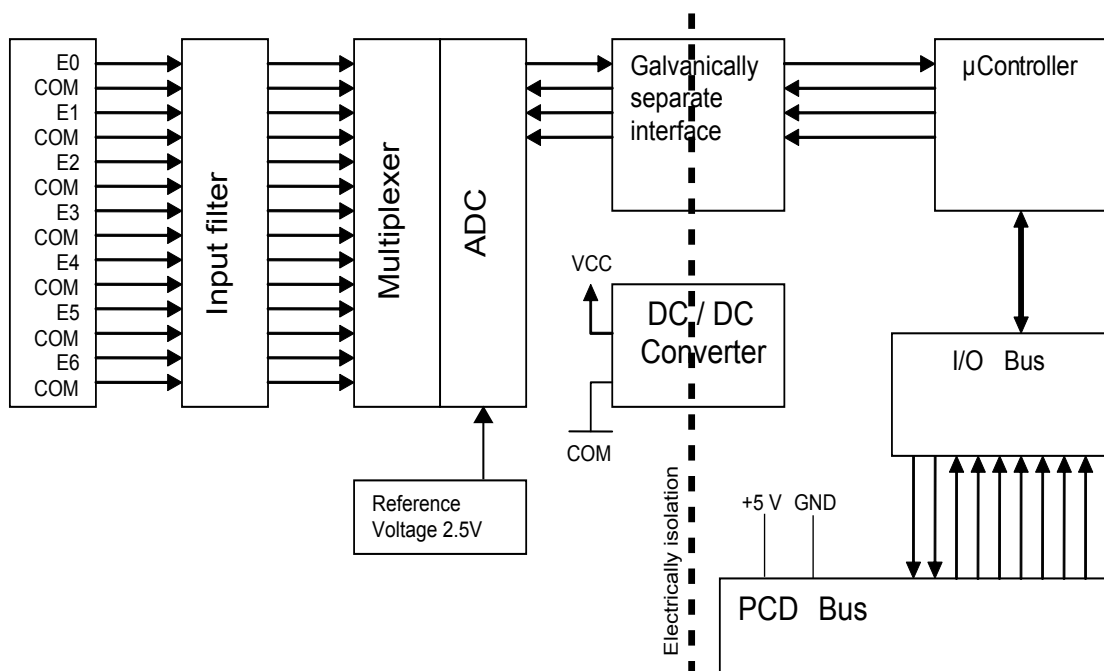 E0
COM
E1
COM
E2
COM
E3
COM
E4
COM
E5
COM
E6
COM
Input filter
Multiplexer
ADC
Reference
Voltage 2.5V
Galvanically
separate
interface
µController
VCC
DC / DC
Converter
COM
Electrically isolation
I/O Bus
+5 V GND
PCD Bus